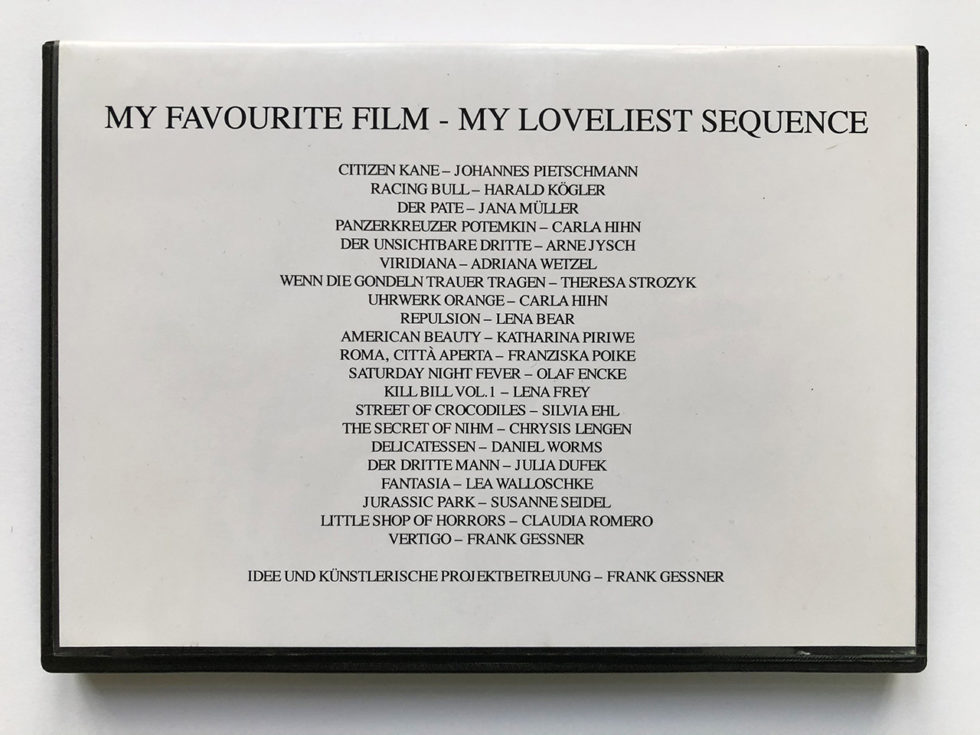 MY FAVOURITE FILM - MY LOVELIEST SEQUENCE
CITIZEN KANE – JOHANNES PIETSCHMANN
RACING BULL – HARALD KÖGLER
DER PATE – JANA MÜLLER
PANZERKREUZER POTEMKIN – CARLA HIHN
DER UNSICHTBARE DRITTE – ARNE JYSCH
VIRIDIANA – ADRIANA WETZEL
WENN DIE GONDELN TRAUER TRAGEN – THERESA STROZYK
UHRWERK ORANGE – CARLA HIHN
REPULSION – LENA BEAR
AMERICAN BEAUTY – KATHARINA PIRIWE
ROMA, CITTÀ APERTA – FRANZISKA POIKE
SATURDAY NIGHT FEVER – OLAF ENCKE
KILL BILL VOL.1 – LENA FREY
STREET OF CROCODILES – SILVIA EHL
THE SECRET OF NIHM – CHRYSIS LENGEN
DELICATESSEN – DANIEL WORMS
DER DRITTE MANN – JULIA DUFEK
FANTASIA – LEA WALLOSCHKE
JURASSIC PARK – SUSANNE SEIDEL
LITTLE SHOP OF HORRORS – CLAUDIA ROMERO
VERTIGO – FRANK GESSNER
IDEE UND KÜNSTLERISCHE PROJEKTBETREUUNG – FRANK GESSNER